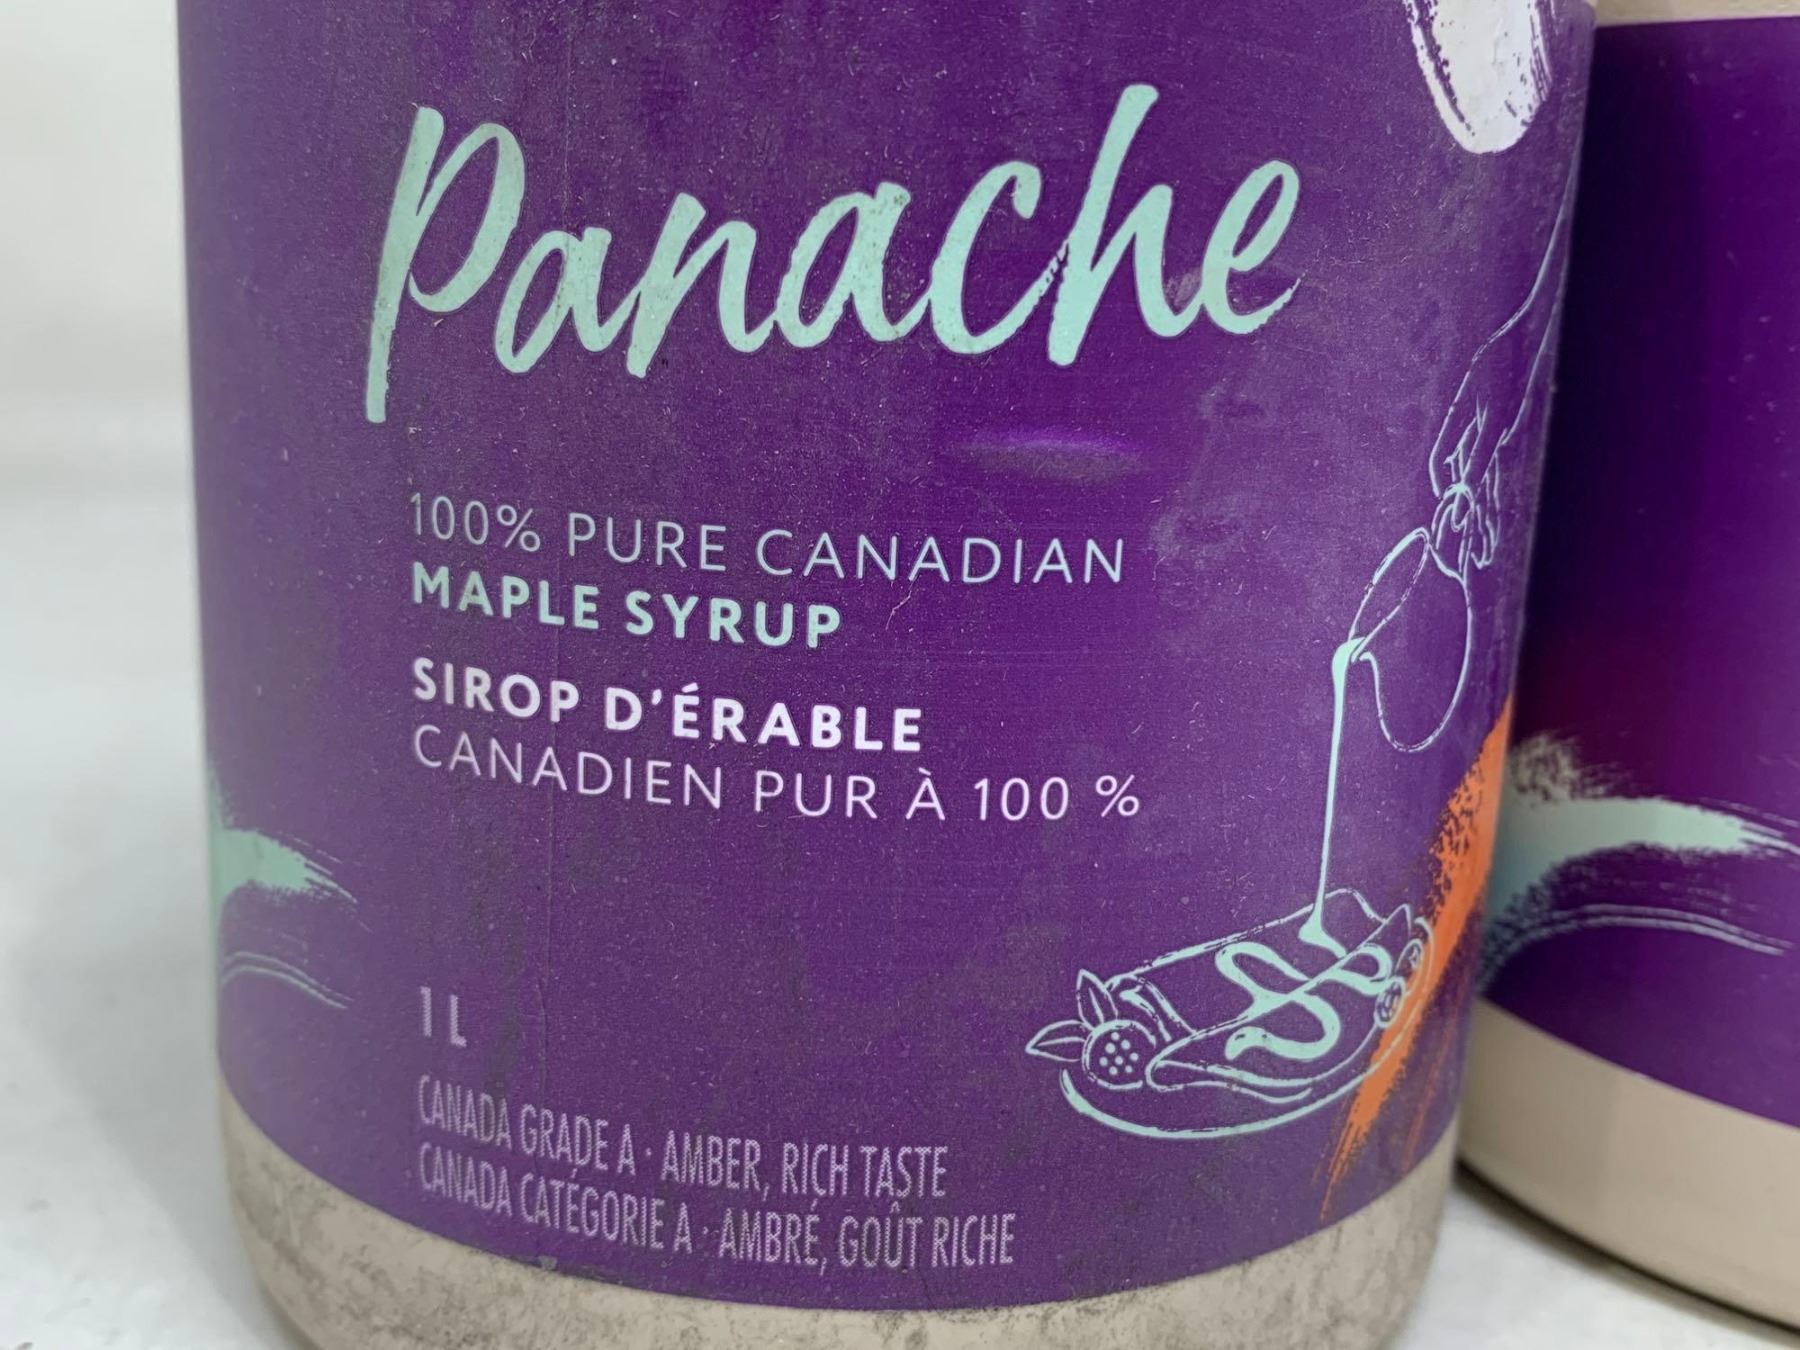 Panache
100% PURE CANADIAN
MAPLE SYRUP
SIROP D'ÉRABLE
CANADIEN PUR À 100 %
1 L
CANADA GRADE A · AMBER, RICH TASTE
CANADA CATÉGORIE A · AMBRÉ, GOÛT RICHE